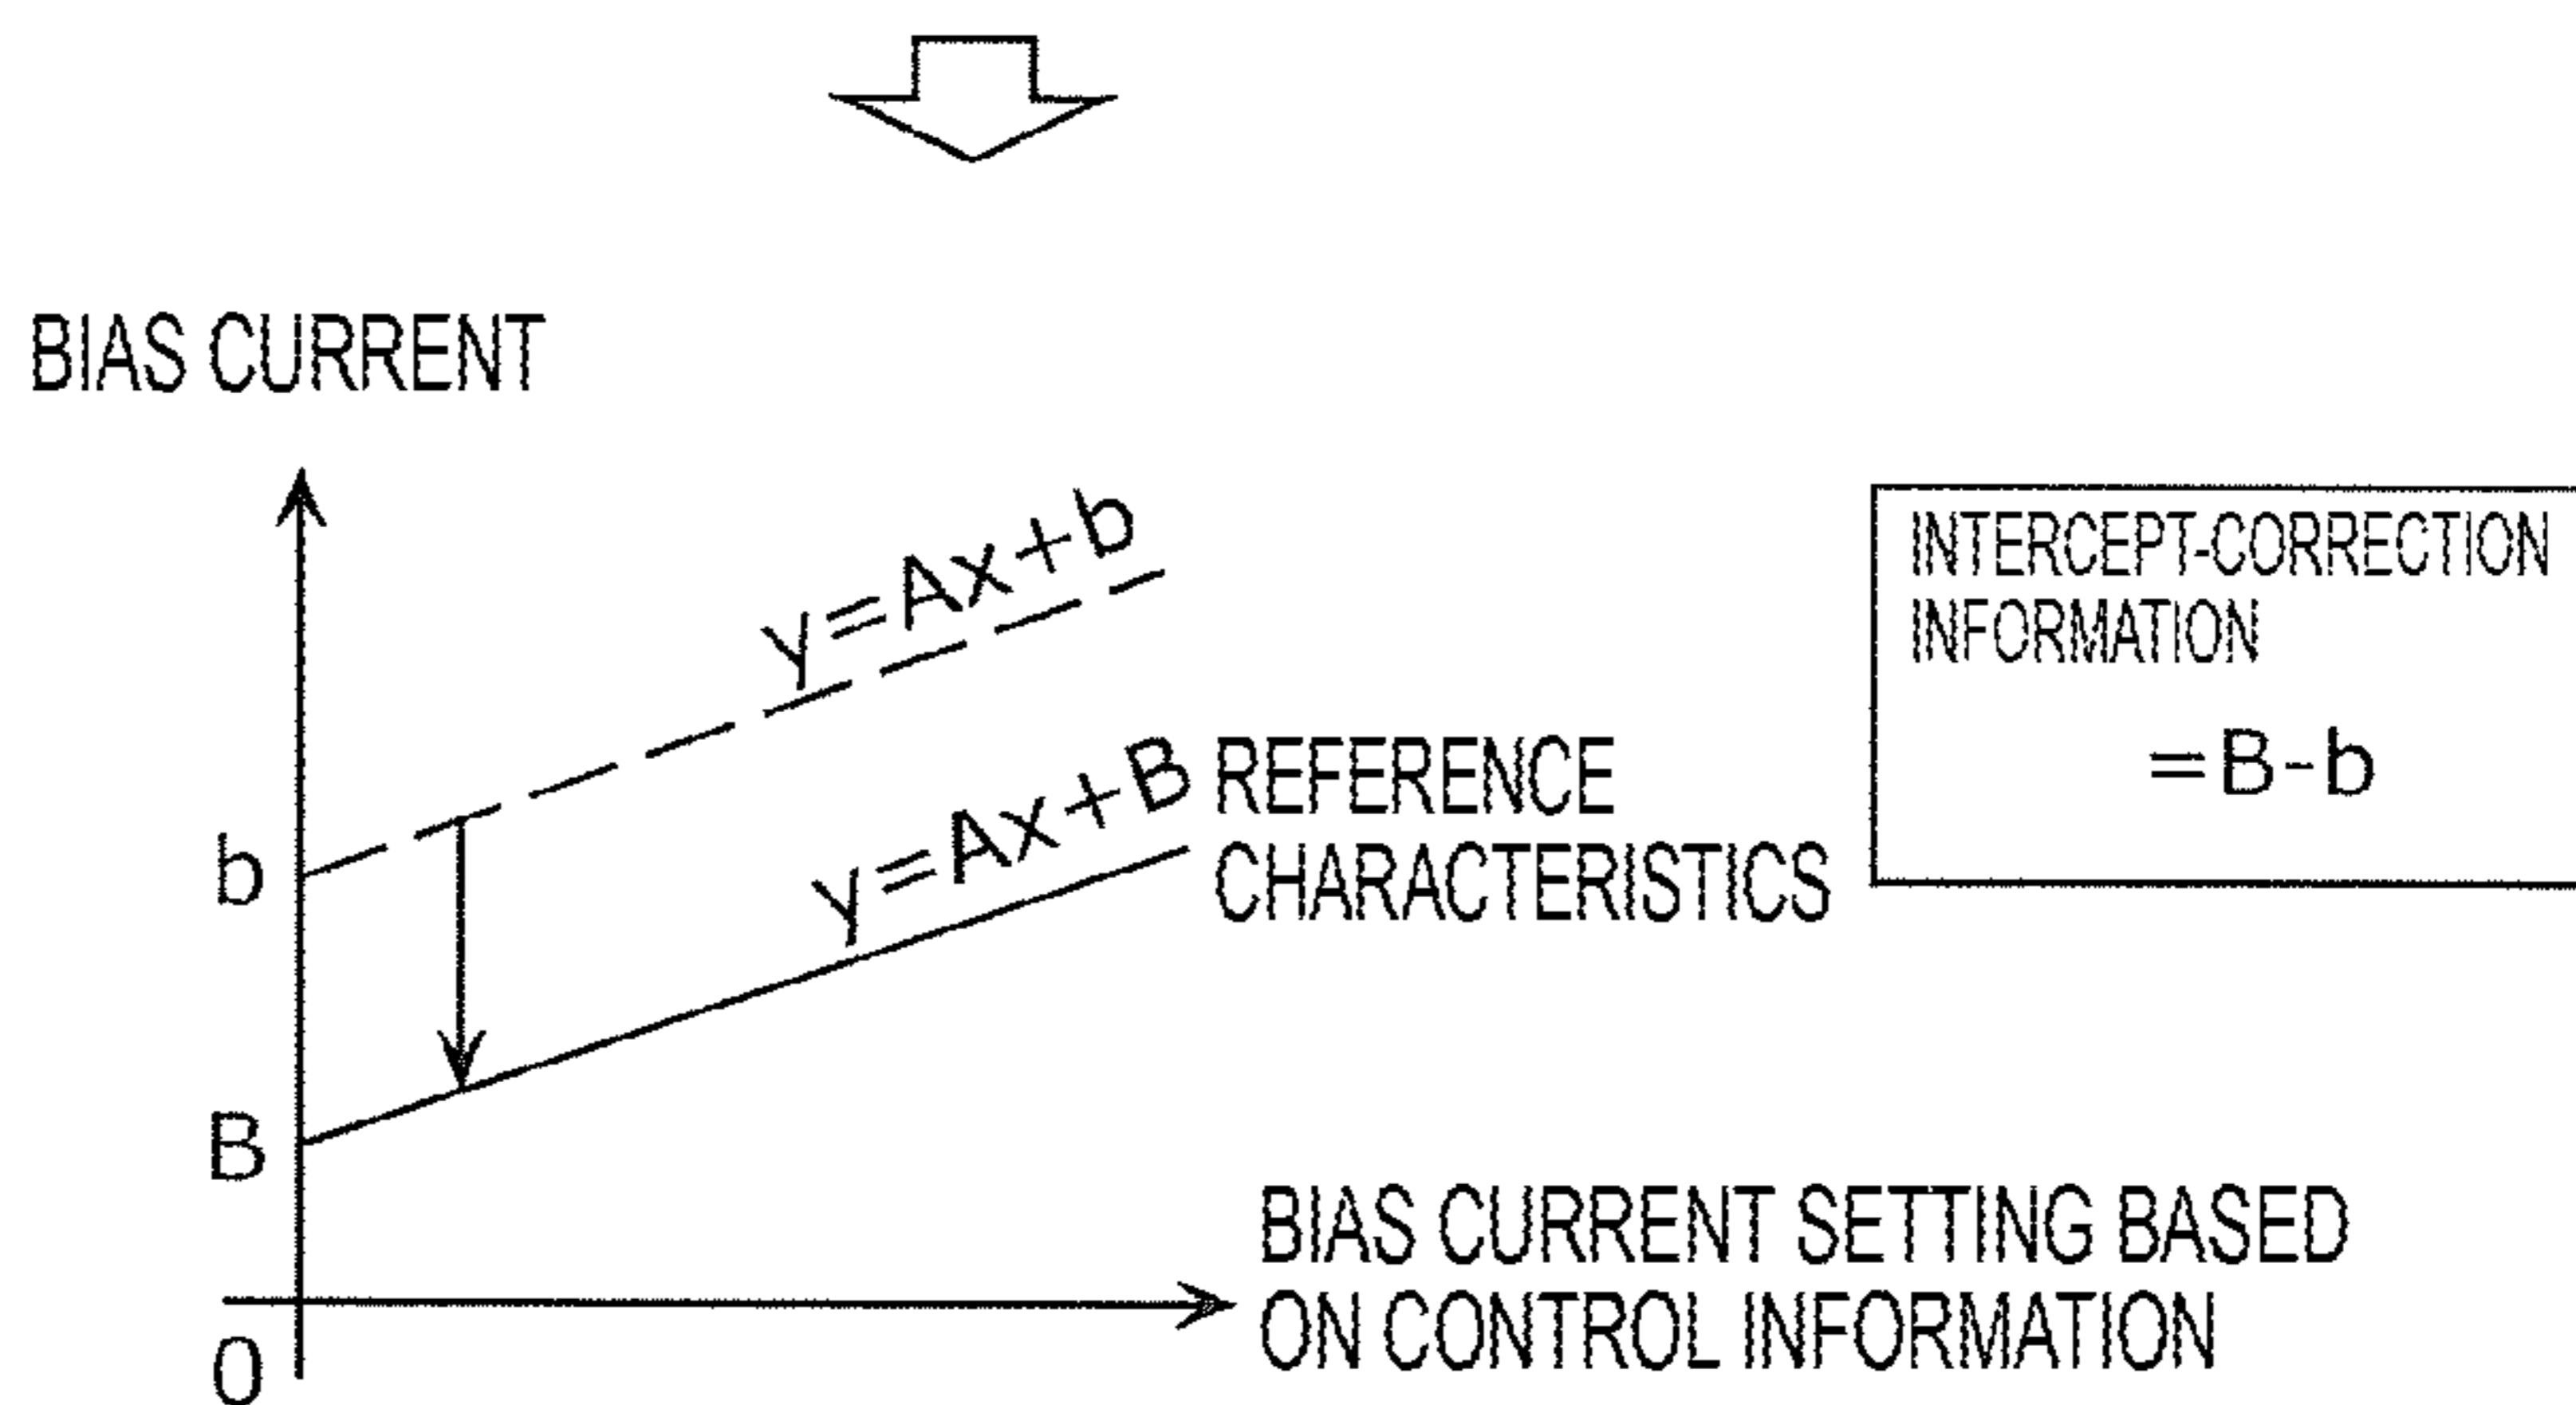 BIAS CURRENT
y=Ax+b
INTERCEPT-CORRECTION
INFORMATION
=B-b
b
y=Ax+B
REFERENCE
CHARACTERISTICS
B
BIAS CURRENT SETTING BASED
ON CONTROL INFORMATION
0